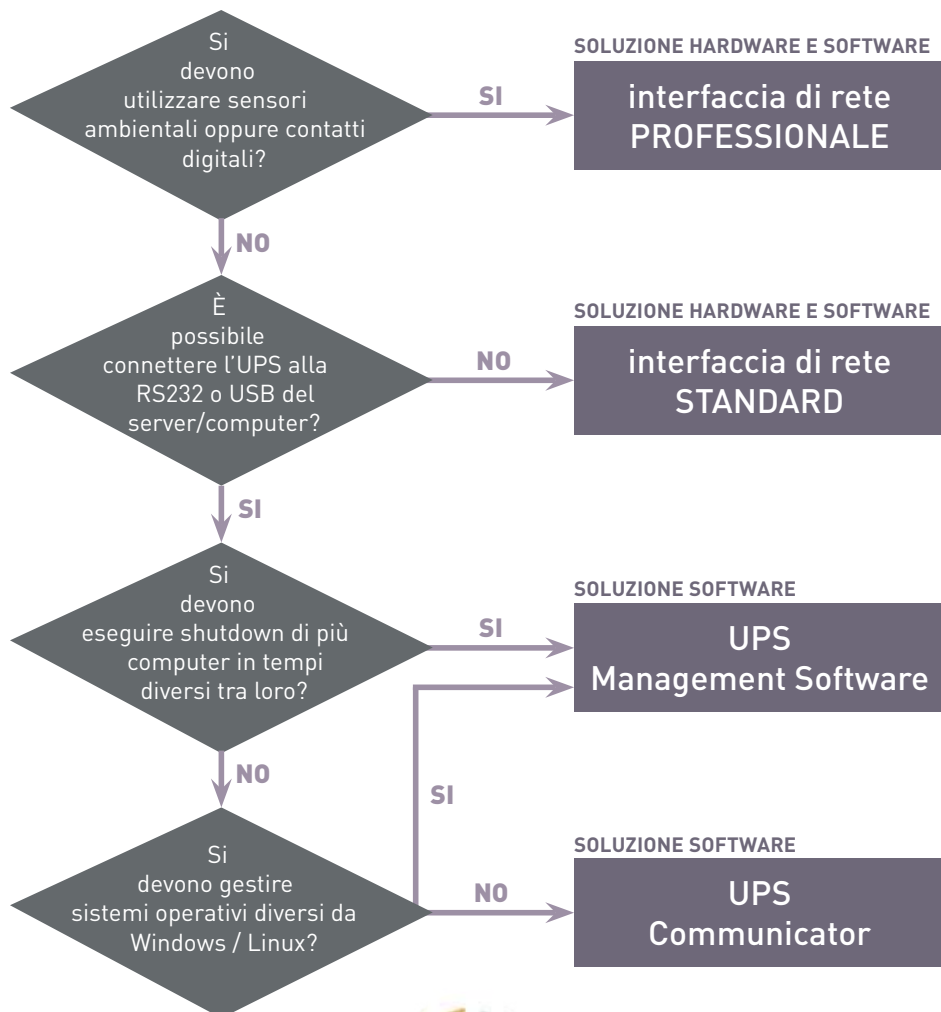 Si
devono
utilizzare sensori
ambientali oppure contatti
digitali?
SI
SOLUZIONE HARDWARE E SOFTWARE
interfaccia di rete
PROFESSIONALE
NO
È
possibile
connettere l'UPS alla
RS232 o USB del
server/computer?
NO
SOLUZIONE HARDWARE E SOFTWARE
interfaccia di rete
STANDARD
SI
Si
devono
eseguire shutdown di più
computer in tempi
diversi tra loro?
SI
SOLUZIONE SOFTWARE
UPS
Management Software
NO
SI
Si
devono gestire
sistemi operativi diversi da
Windows / Linux?
NO
SOLUZIONE SOFTWARE
UPS
Communicator